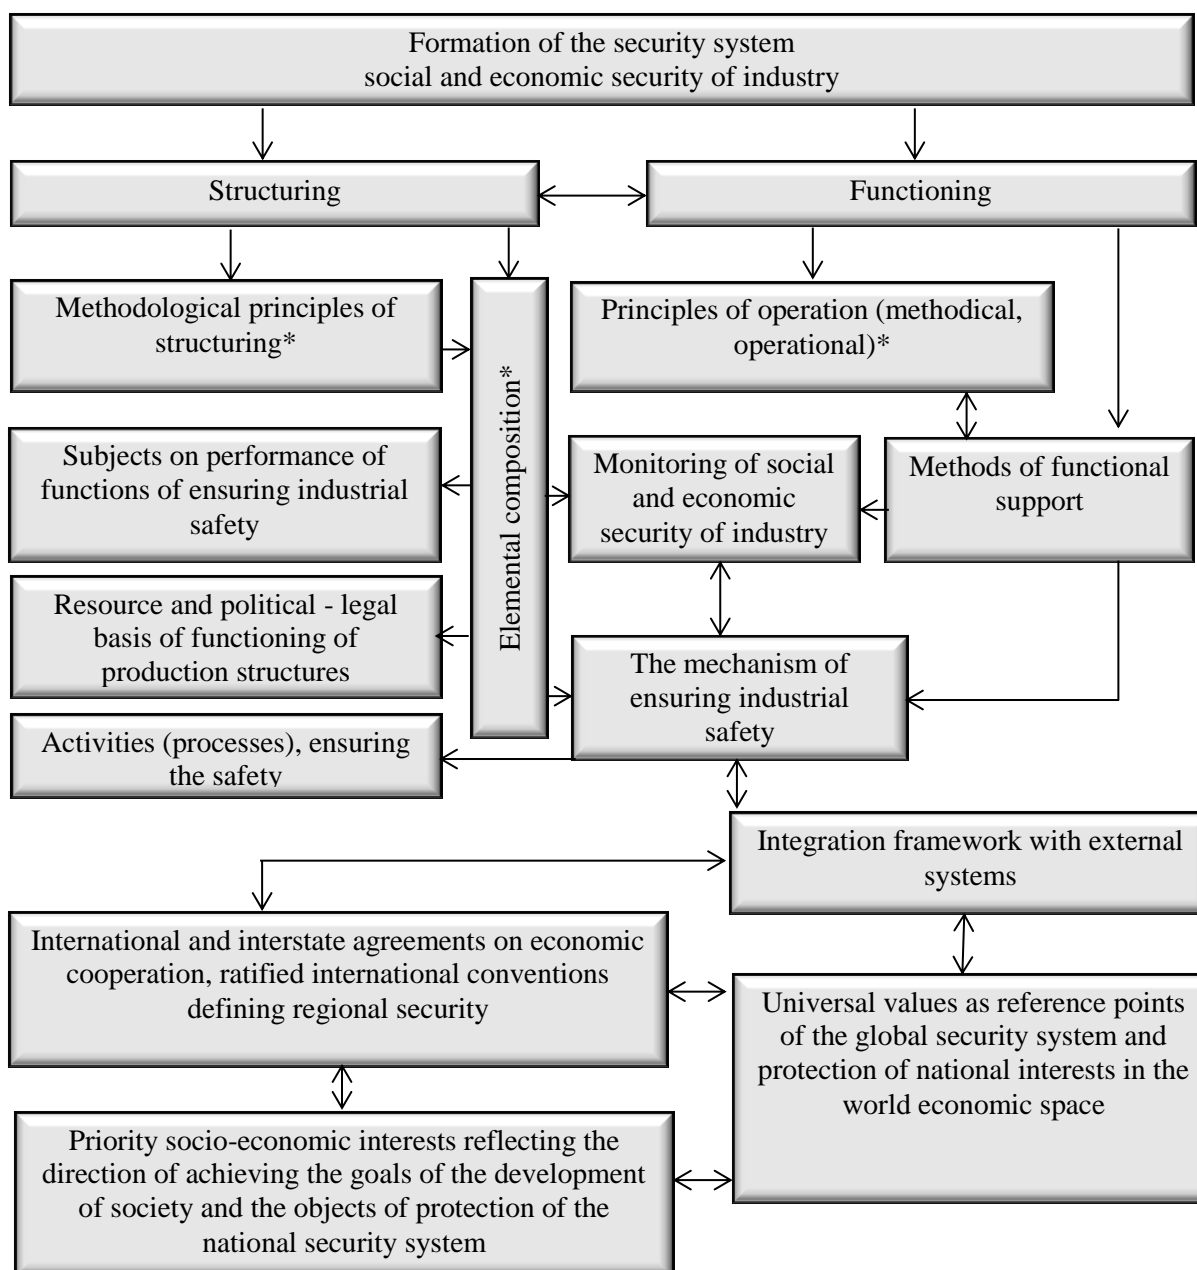 Formation of the security system
social and economic security of industry
Structuring
Functioning
Methodological principles of
structuring*
Elemental composition*
Principles of operation (methodical,
operational)*
Subjects on performance of
functions of ensuring industrial
safety
Monitoring of social
and economic
security of industry
Methods of functional
support
Resource and political - legal
basis of functioning of
production structures
The mechanism of
ensuring industrial
safety
Activities (processes), ensuring
the safety
Integration framework with external
systems
International and interstate agreements on economic
cooperation, ratified international conventions
defining regional security
Universal values as reference points
of the global security system and
protection of national interests in the
world economic space
Priority socio-economic interests reflecting the
direction of achieving the goals of the development
of society and the objects of protection of the
national security system